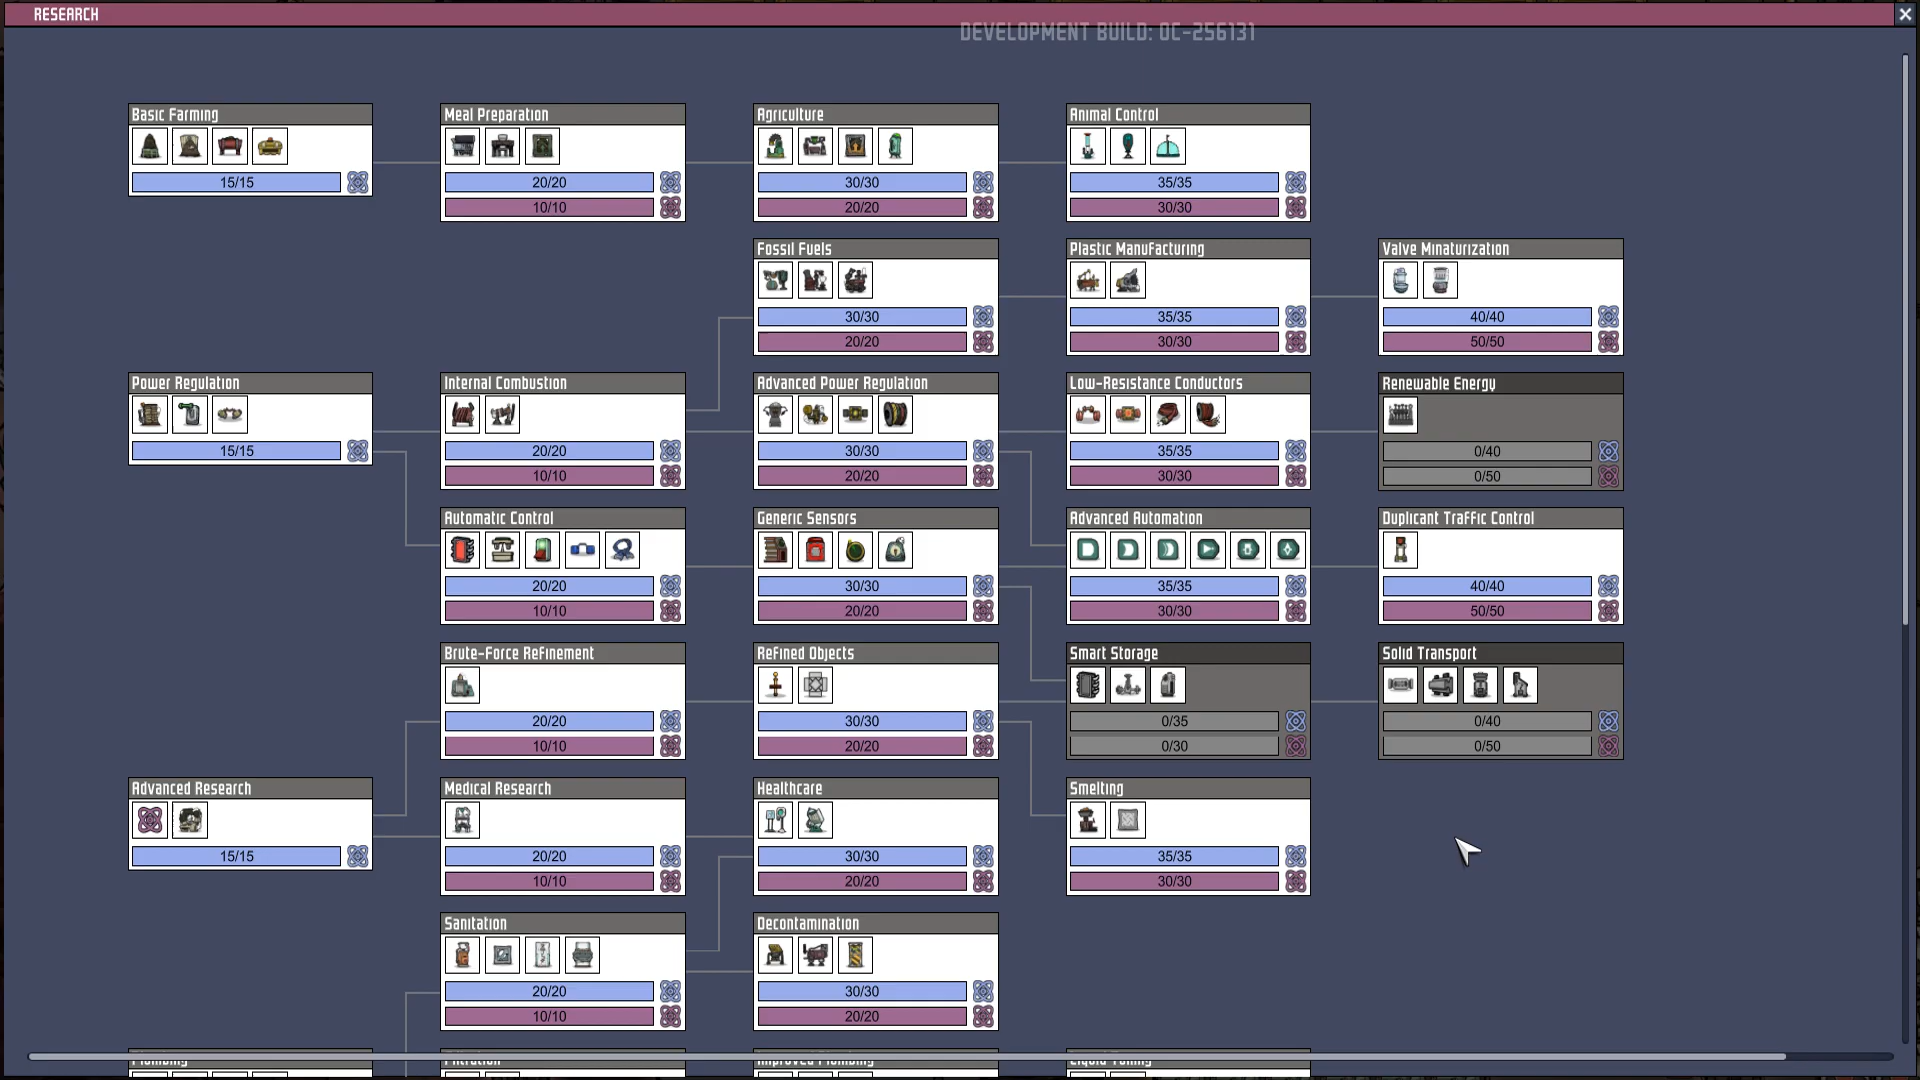 RESEARCH
DEVELOPMENT BUILD: OC-256131
Basic Farming
15/15
Meal Preparation
20/20
10/10
Agriculture
30/30
20/20
Animal Control
35/35
30/30
Fossil Fuels
30/30
20/20
Plastic Manufacturing
35/35
30/30
Valve Minaturization
40/40
50/50
Power Regulation
15/15
Internal Combustion
20/20
10/10
Advanced Power Regulation
30/30
20/20
Low-Resistance Conductors
35/35
30/30
Renewable Energy
0/40
0/50
Automatic Control
20/20
10/10
Generic Sensors
30/30
20/20
Advanced Automation
35/35
30/30
Duplicant Traffic Control
40/40
50/50
Brute-Force Refinement
20/20
10/10
Refined Objects
30/30
20/20
Smart Storage
0/35
0/30
Solid Transport
0/40
0/50
Advanced Research
15/15
Medical Research
20/20
10/10
Healthcare
30/30
20/20
Smelting
35/35
30/30
Sanitation
20/20
10/10
Decontamination
30/30
20/20
Plumbing
Filtration
Improved Plumbing
Liquid Tuning